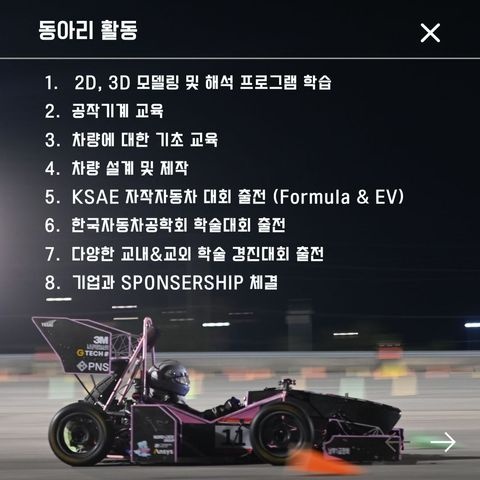 동아리 활동
1. 2D, 3D 모델링 및 해석 프로그램 학습
2. 공작기계 교육
3. 차량에 대한 기초 교육
4. 차량 설계 및 제작
5. KSAE 자작자동차 대회 출전 (Formula & EV)
6. 한국자동차공학회 학술대회 출전
7. 다양한 교내&교외 학술 경진대회 출전
8. 기업과 SPONSERSHIP 체결
3M
G TECH
PNS
11
Ansys